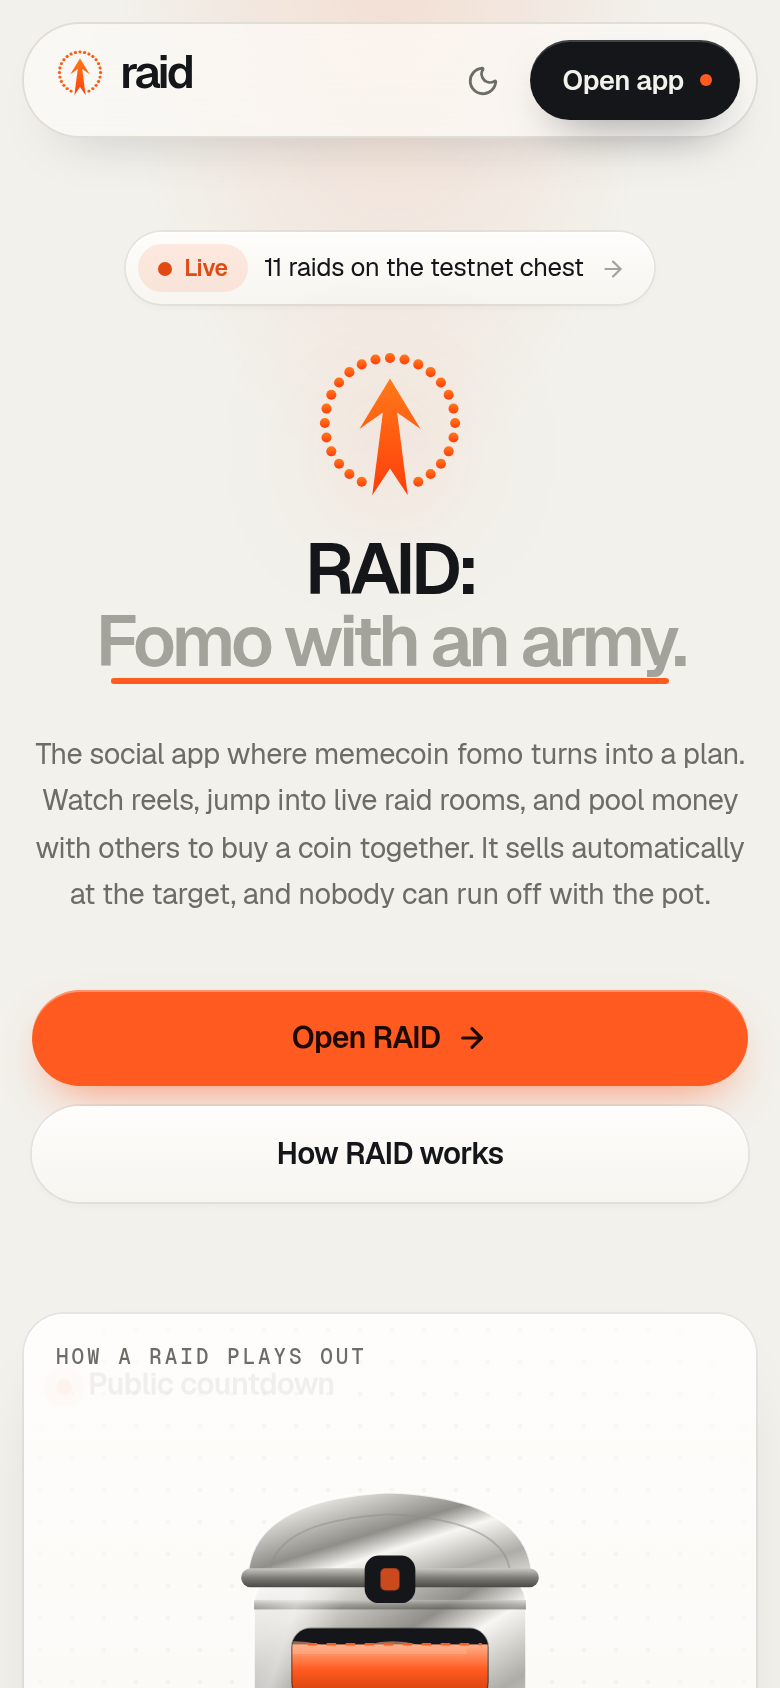 raid
Open app
Live 11 raids on the testnet chest →
RAID:
Fomo with an army.
The social app where memecoin fomo turns into a plan.
Watch reels, jump into live raid rooms, and pool money
with others to buy a coin together. It sells automatically
at the target, and nobody can run off with the pot.
Open RAID →
How RAID works
HOW A RAID PLAYS OUT
Public countdown